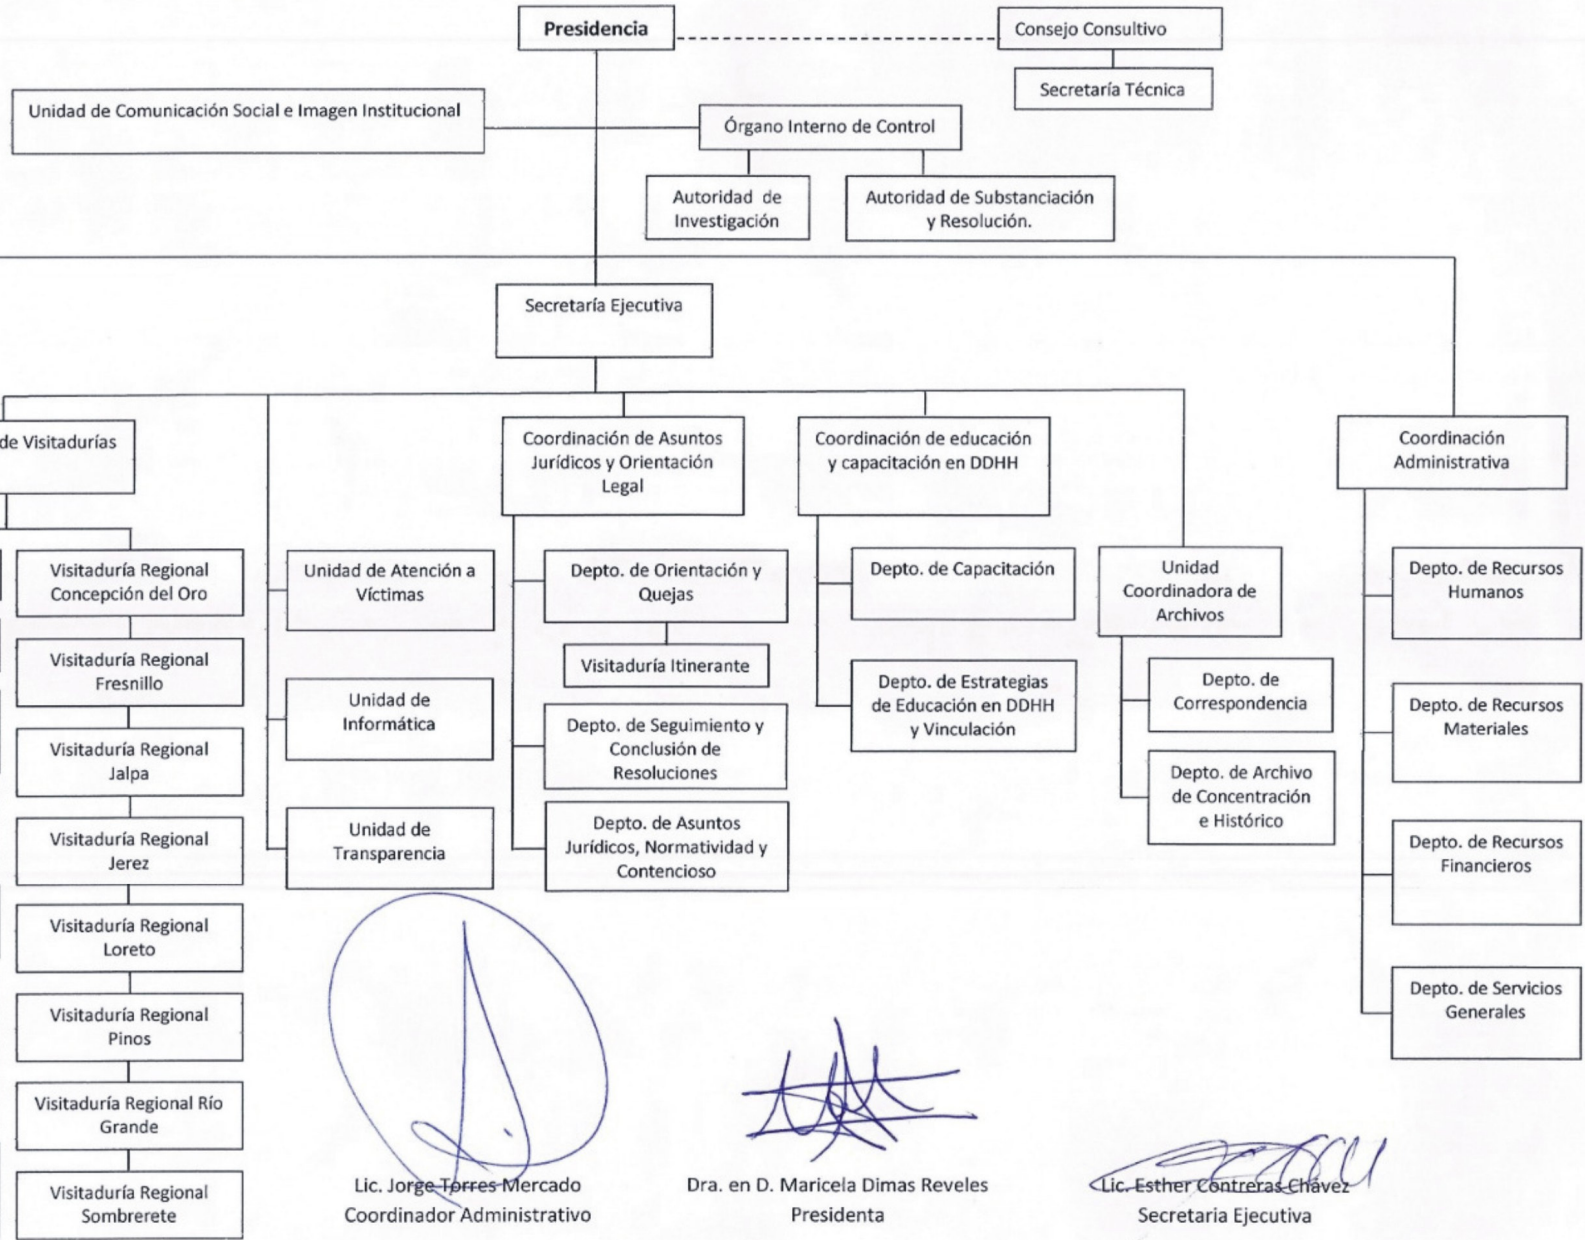 Presidencia
Consejo Consultivo
Secretaría Técnica
Unidad de Comunicación Social e Imagen Institucional
Órgano Interno de Control
Autoridad de
Investigación
Autoridad de Substanciación
y Resolución.
Secretaría Ejecutiva
de Visitadurías
Coordinación de Asuntos
Jurídicos y Orientación
Legal
Coordinación de educación
y capacitación en DDHH
Coordinación
Administrativa
Visitaduría Regional
Concepción del Oro
Visitaduría Regional
Fresnillo
Visitaduría Regional
Jalpa
Visitaduría Regional
Jerez
Visitaduría Regional
Loreto
Visitaduría Regional
Pinos
Visitaduría Regional Río
Grande
Visitaduría Regional
Sombrerete
Unidad de Atención a
Víctimas
Unidad de
Informática
Unidad de
Transparencia
Depto. de Orientación y
Quejas
Visitaduría Itinerante
Depto. de Seguimiento y
Conclusión de
Resoluciones
Depto. de Asuntos
Jurídicos, Normatividad y
Contencioso
Depto. de Capacitación
Depto. de Estrategias
de Educación en DDHH
y Vinculación
Unidad
Coordinadora de
Archivos
Depto. de
Correspondencia
Depto. de Archivo
de Concentración
e Histórico
Depto. de Recursos
Humanos
Depto. de Recursos
Materiales
Depto. de Recursos
Financieros
Depto. de Servicios
Generales
Lic. Jorge Torres Mercado
Coordinador Administrativo
Dra. en D. Maricela Dimas Reveles
Presidenta
Lic. Esther Contreras Chávez
Secretaria Ejecutiva